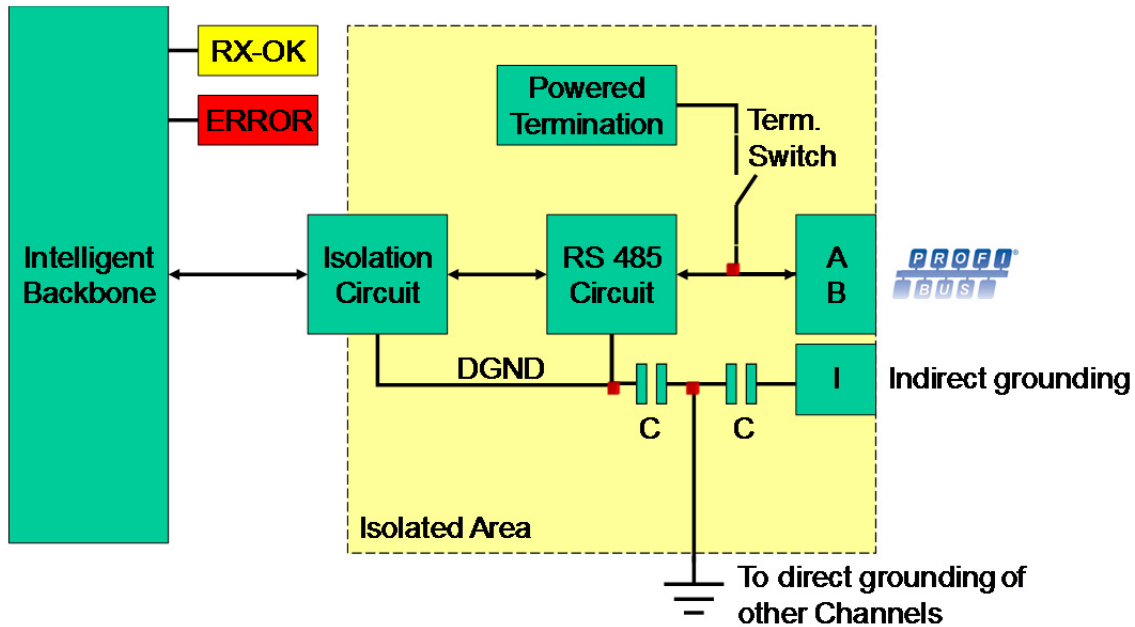 RX-OK
ERROR
Powered
Termination
Term.
Switch
Intelligent
Backbone
Isolation
Circuit
RS 485
Circuit
A
B
PROFI
BUS
DGND
C
C
I
Indirect grounding
Isolated Area
To direct grounding of
other Channels